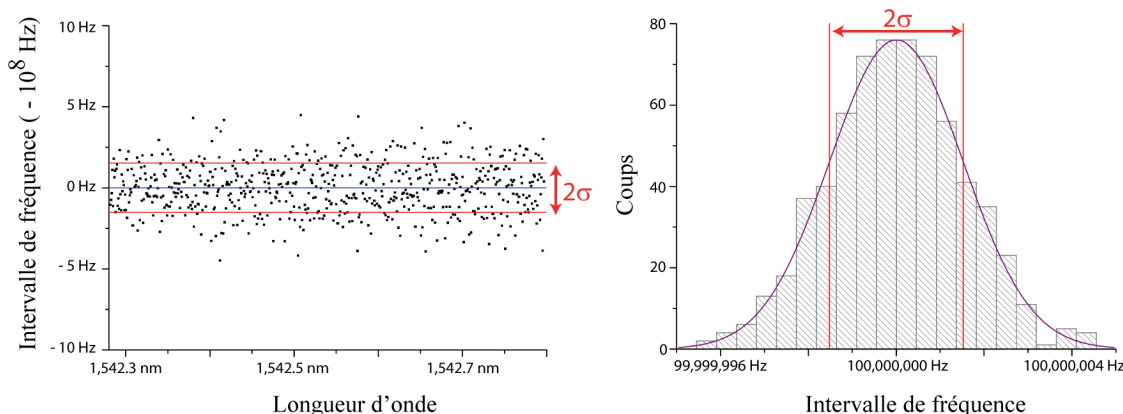 Intervalle de fréquence ( - 10⁸ Hz)
10 Hz
5 Hz
0 Hz
- 5 Hz
- 10 Hz
2σ
1,542.3 nm
1,542.5 nm
1,542.7 nm
Longueur d’onde
2σ
Coups
80
60
40
20
0
99,999,996 Hz
100,000,000 Hz
100,000,004 Hz
Intervalle de fréquence